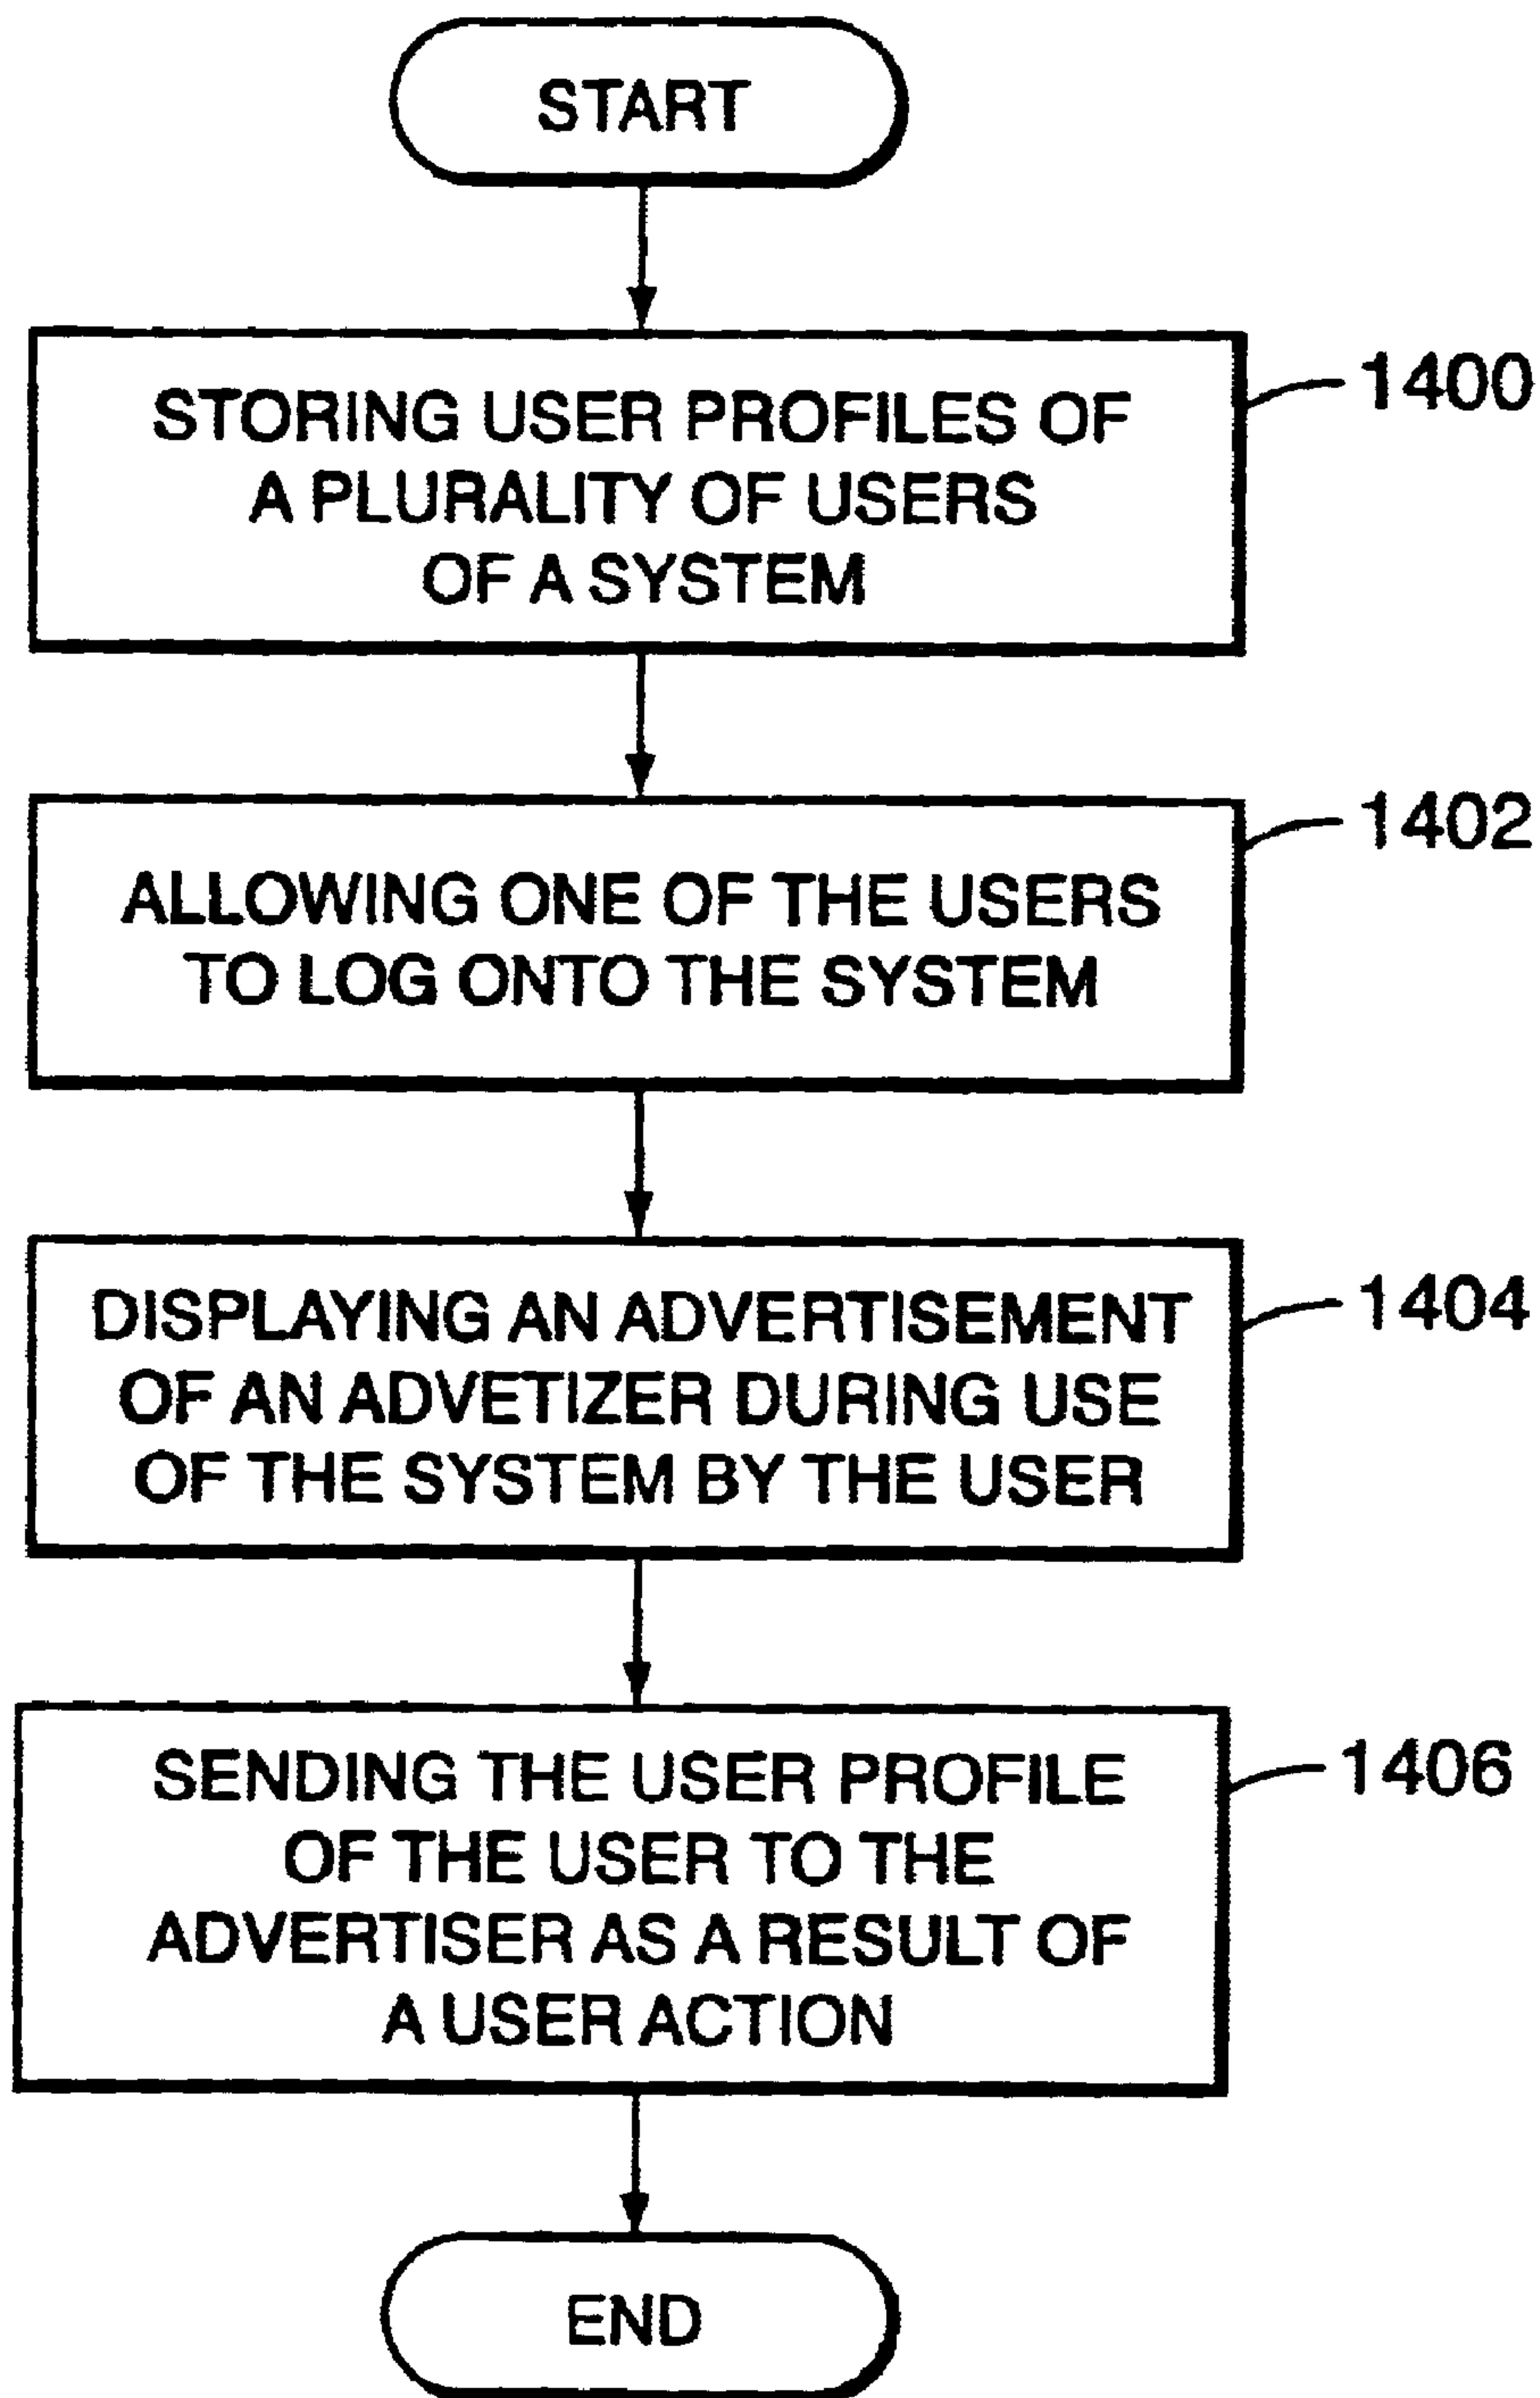 START
STORING USER PROFILES OF
A PLURALITY OF USERS
OF A SYSTEM
1400
ALLOWING ONE OF THE USERS
TO LOG ONTO THE SYSTEM
1402
DISPLAYING AN ADVERTISEMENT
OF AN ADVETIZER DURING USE
OF THE SYSTEM BY THE USER
1404
SENDING THE USER PROFILE
OF THE USER TO THE
ADVERTISER AS A RESULT OF
A USER ACTION
1406
END